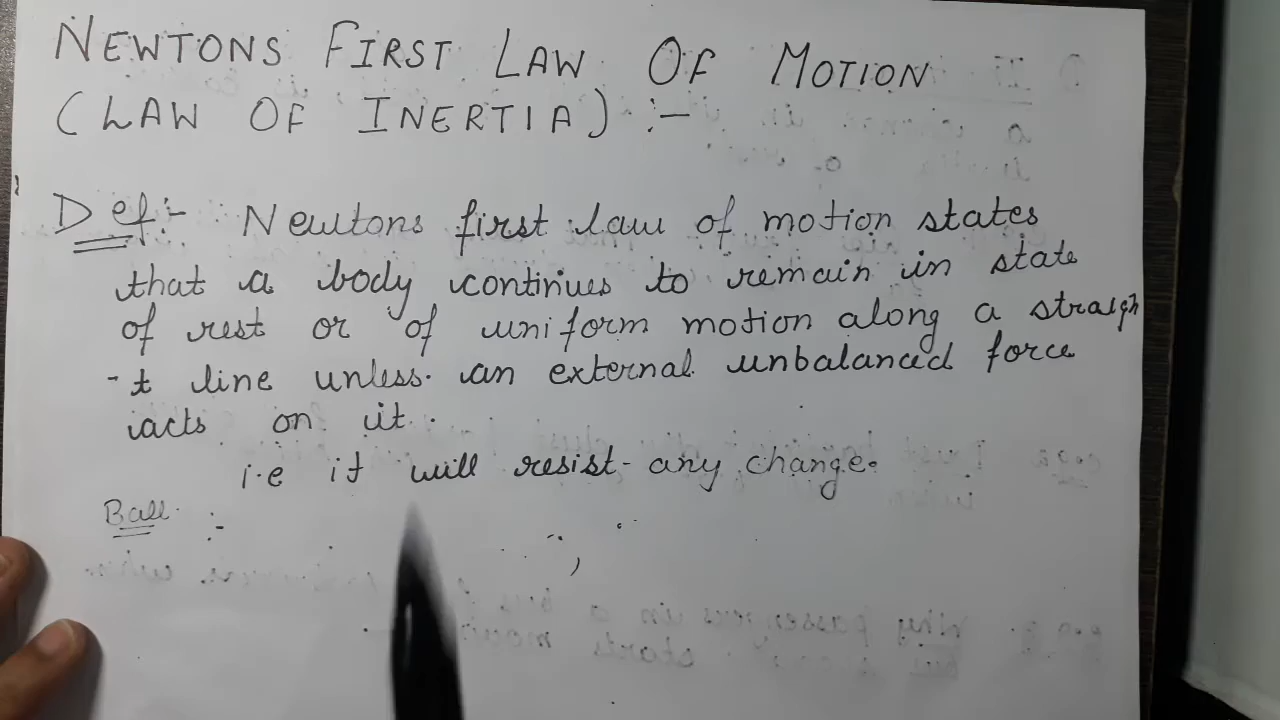 NEWTONS FIRST LAW OF MOTION
(LAW OF INERTIA) :-
Def:- Newtons first law of motion states
that a body continues to remain in state
of rest or of uniform motion along a straigh
-t line unless an external unbalanced force
acts on it.
i.e it will resist any change.
Ball :-